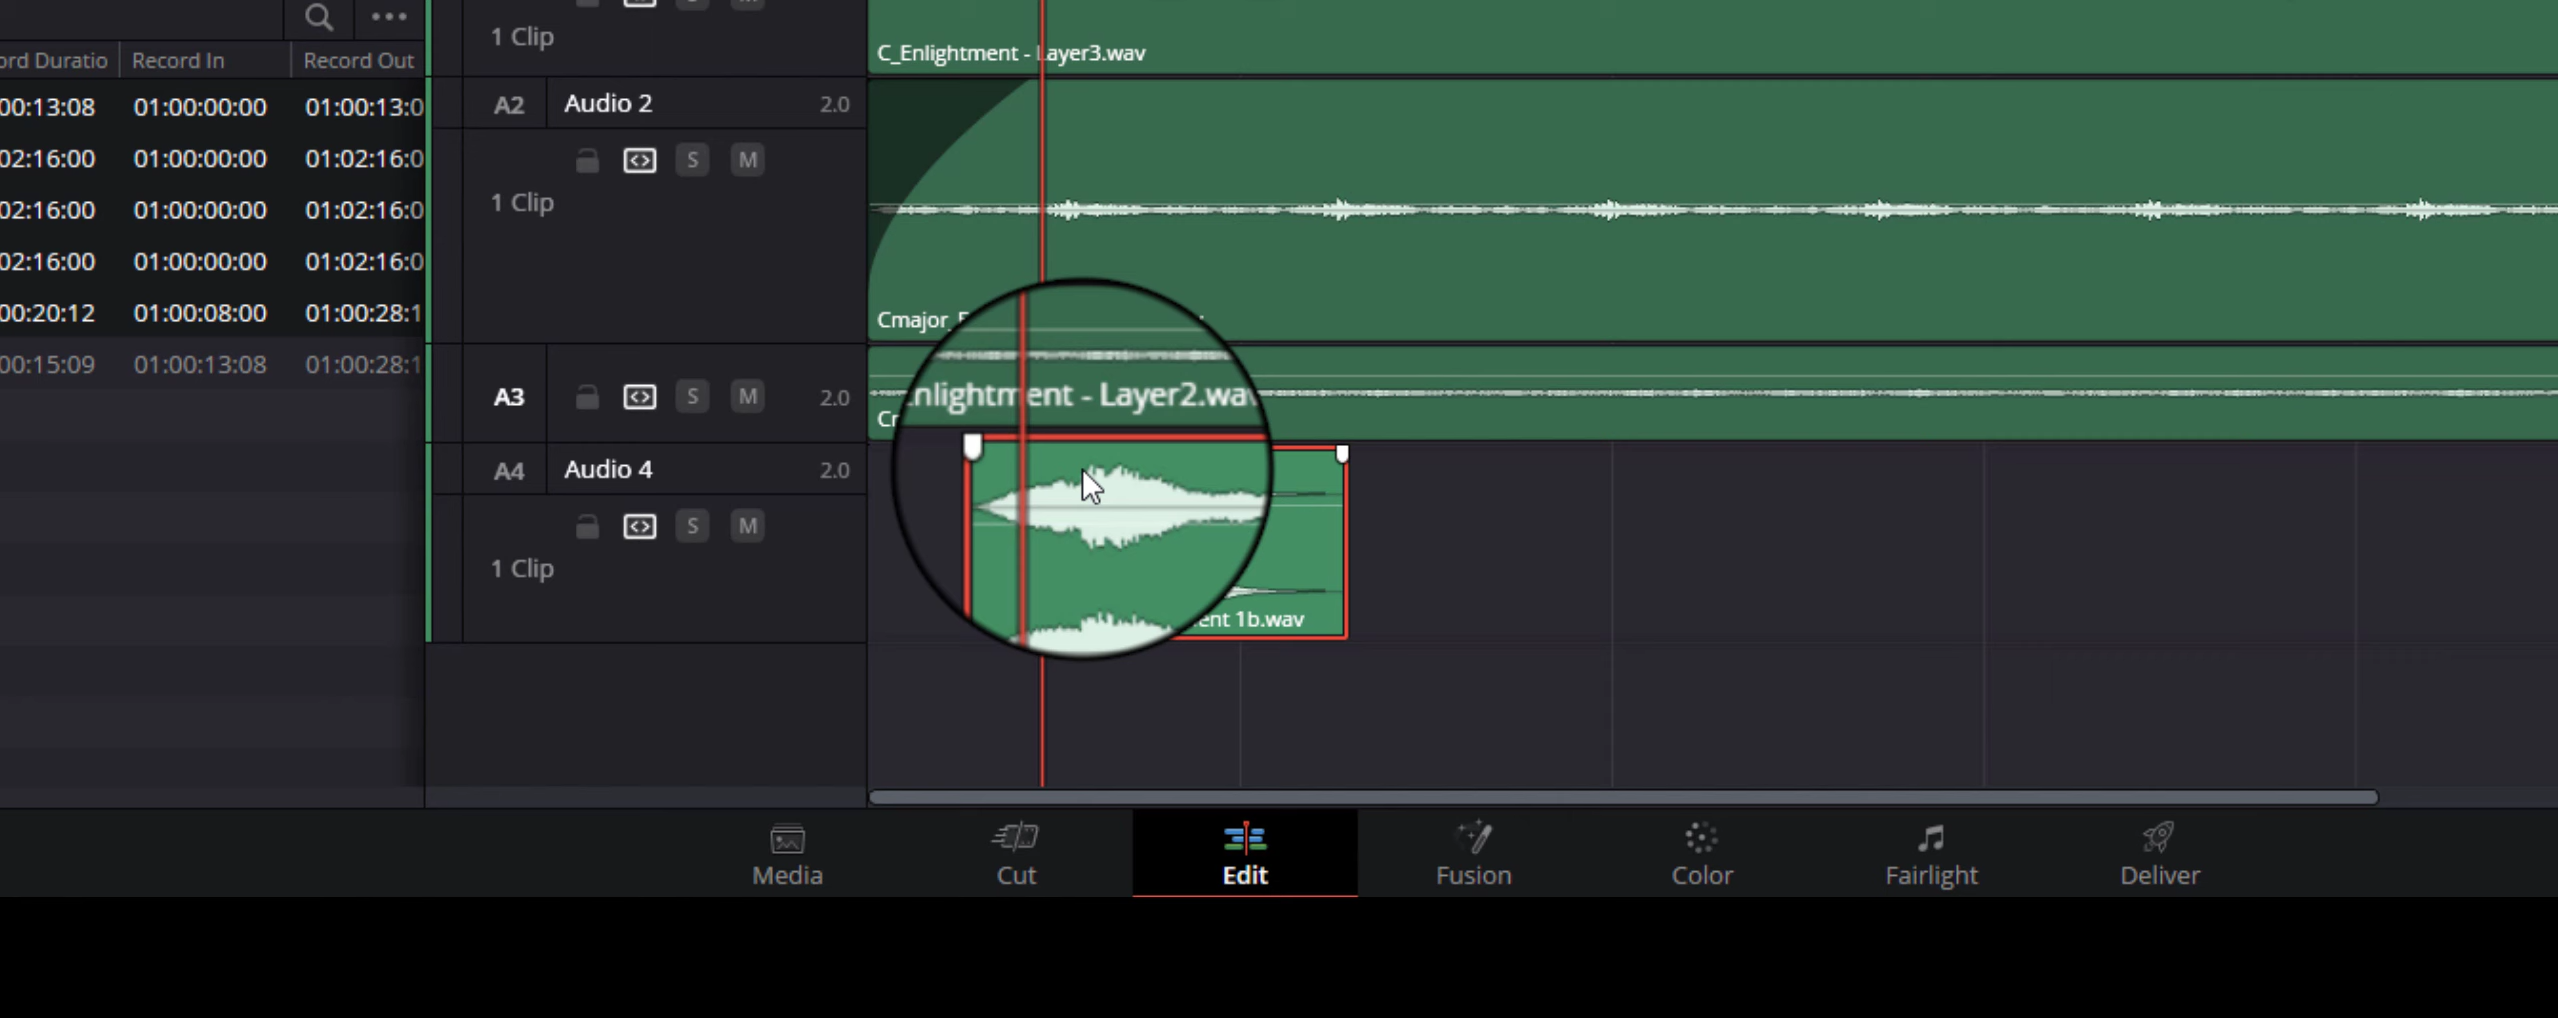 1 Clip
C_Enlightment - Layer3.wav
ord Duratio Record In Record Out
00:13:08 01:00:00:00 01:00:13:0
02:16:00 01:00:00:00 01:02:16:0
02:16:00 01:00:00:00 01:02:16:0
02:16:00 01:00:00:00 01:02:16:0
00:20:12 01:00:08:00 01:00:28:1
00:15:09 01:00:13:08 01:00:28:1
A2 Audio 2 2.0
S M
1 Clip
Cmajor_
nlightment - Layer2.wav
A3 S M 2.0
A4 Audio 4 2.0
S M
1 Clip
ent 1b.wav
Media Cut Edit Fusion Color Fairlight Deliver